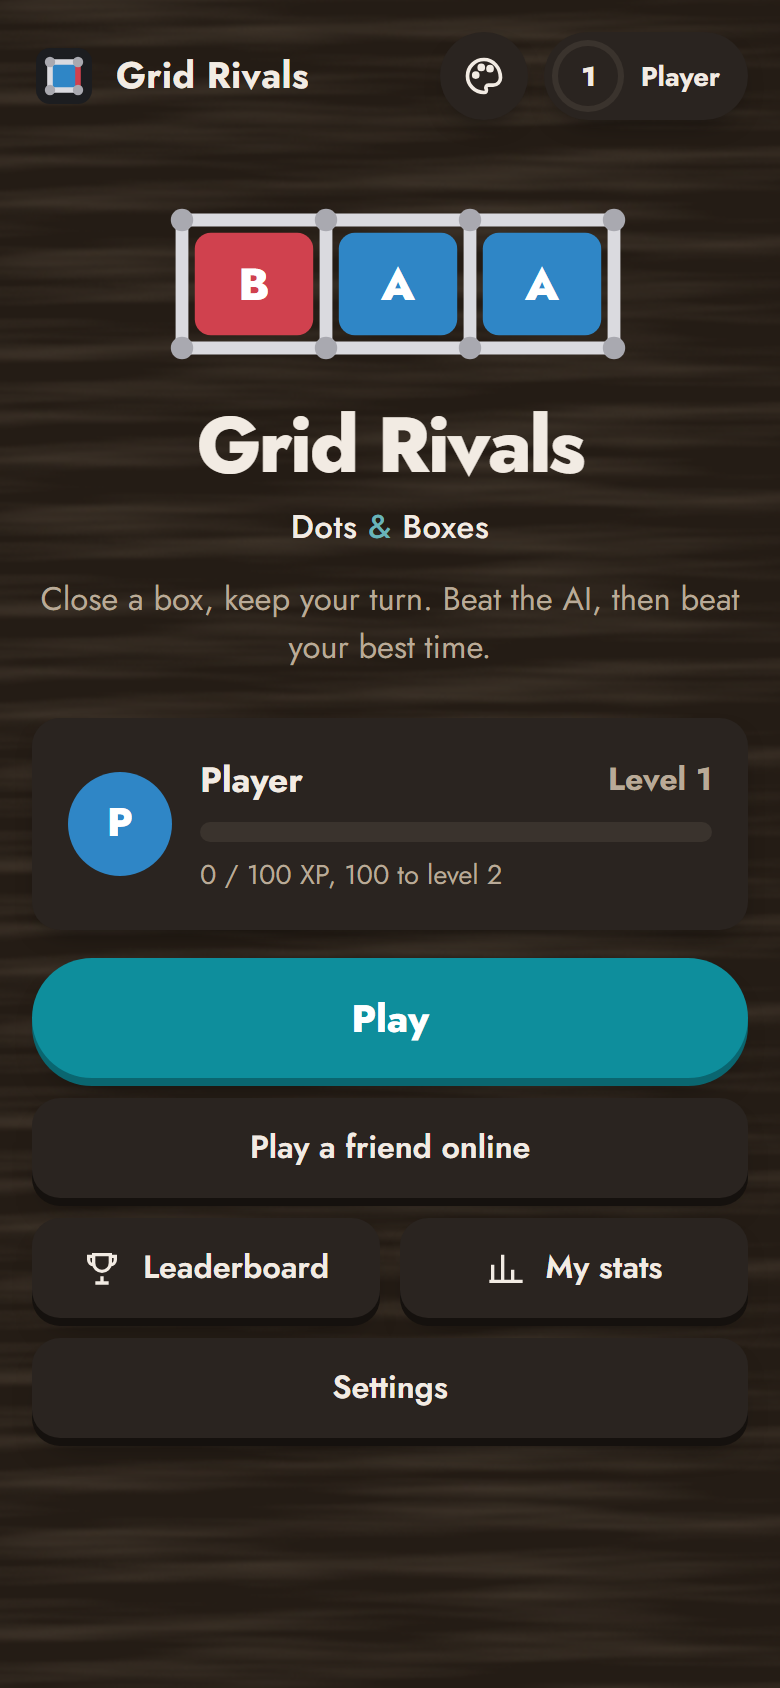 Grid Rivals
1 Player
B A A
Grid Rivals
Dots & Boxes
Close a box, keep your turn. Beat the AI, then beat
your best time.
P
Player Level 1
0 / 100 XP, 100 to level 2
Play
Play a friend online
Leaderboard My stats
Settings